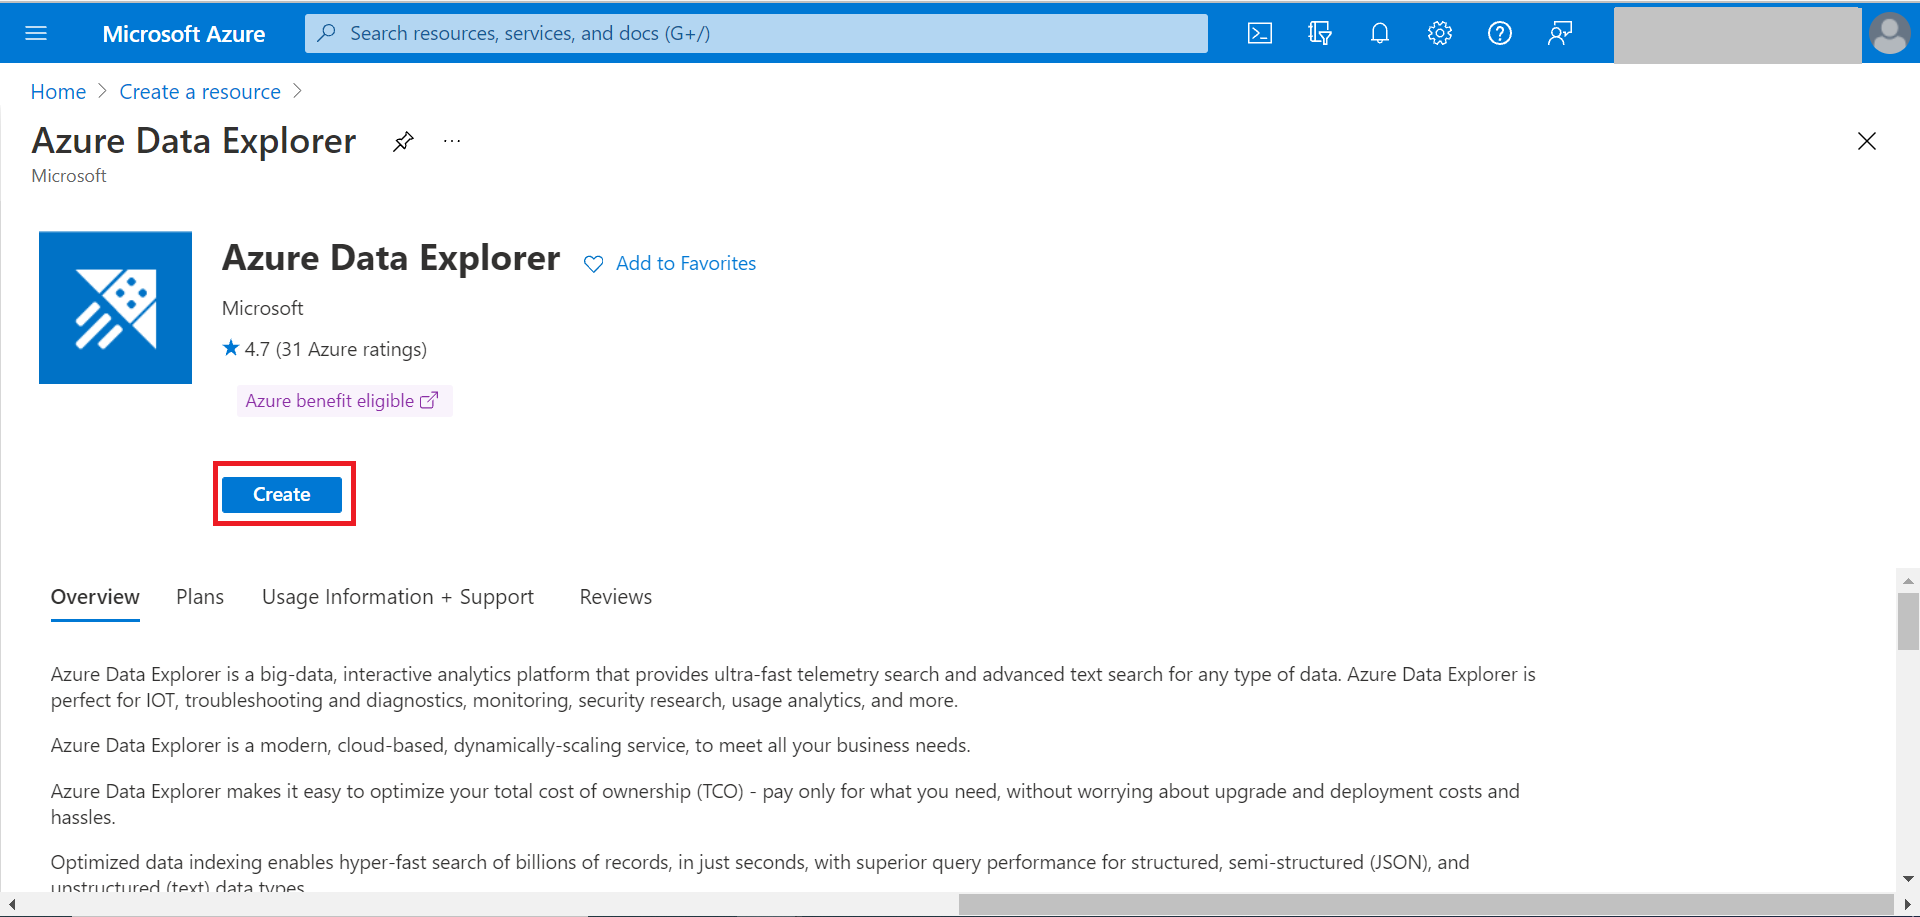 Microsoft Azure
Search resources, services, and docs (G+/)
Home > Create a resource >
Azure Data Explorer
...
Microsoft
Azure Data Explorer
Add to Favorites
Microsoft
4.7 (31 Azure ratings)
Azure benefit eligible
Create
Overview Plans Usage Information + Support Reviews
Azure Data Explorer is a big-data, interactive analytics platform that provides ultra-fast telemetry search and advanced text search for any type of data. Azure Data Explorer is
perfect for IOT, troubleshooting and diagnostics, monitoring, security research, usage analytics, and more.
Azure Data Explorer is a modern, cloud-based, dynamically-scaling service, to meet all your business needs.
Azure Data Explorer makes it easy to optimize your total cost of ownership (TCO) - pay only for what you need, without worrying about upgrade and deployment costs and
hassles.
Optimized data indexing enables hyper-fast search of billions of records, in just seconds, with superior query performance for structured, semi-structured (JSON), and
unstructured (text) data types